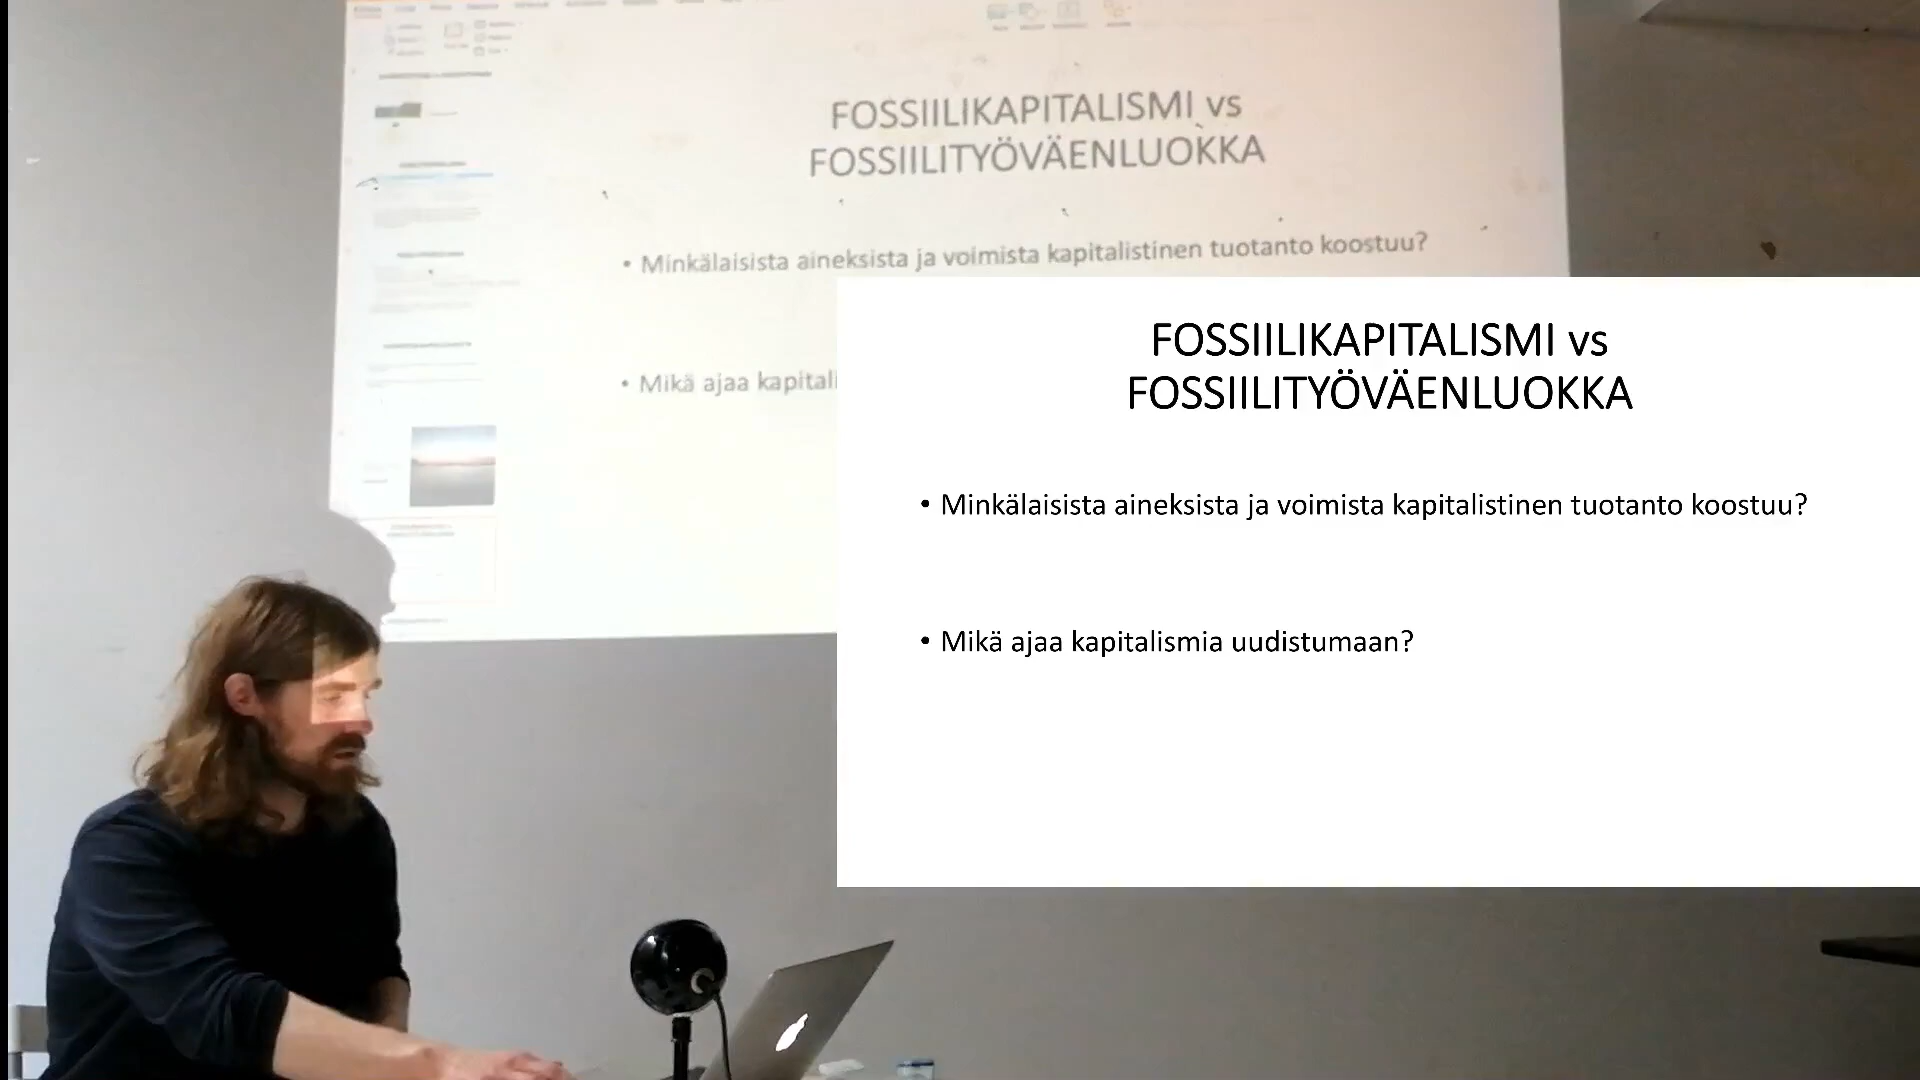 FOSSIILIKAPITALISMI vs
FOSSIILITYÖVÄENLUOKKA
• Minkälaisista aineksista ja voimista kapitalistinen tuotanto koostuu?
• Mikä ajaa kapitali
FOSSIILIKAPITALISMI vs
FOSSIILITYÖVÄENLUOKKA
• Minkälaisista aineksista ja voimista kapitalistinen tuotanto koostuu?
• Mikä ajaa kapitalismia uudistumaan?